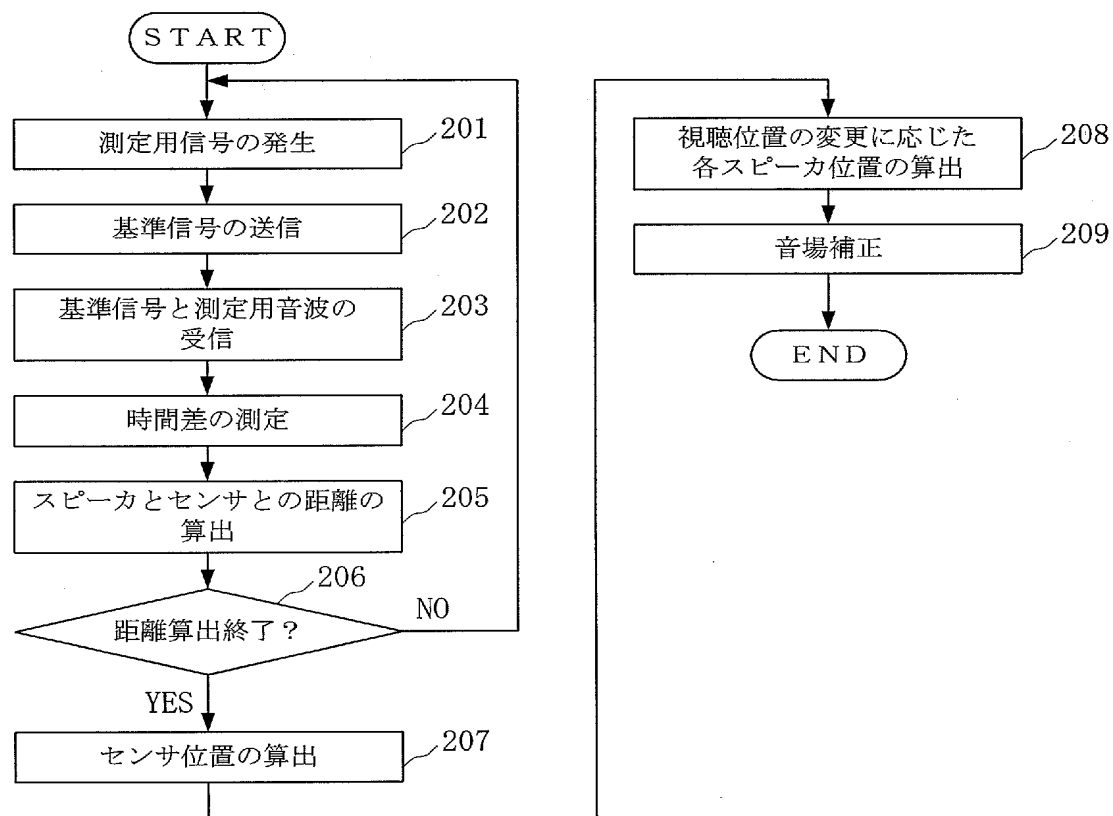 START
測定用信号の発生
201
基準信号の送信
202
基準信号と測定用音波の
受信
203
時間差の測定
204
スピーカとセンサとの距離の
算出
205
206
距離算出終了?
NO
YES
センサ位置の算出
207
視聴位置の変更に応じた
各スピーカ位置の算出
208
音場補正
209
END